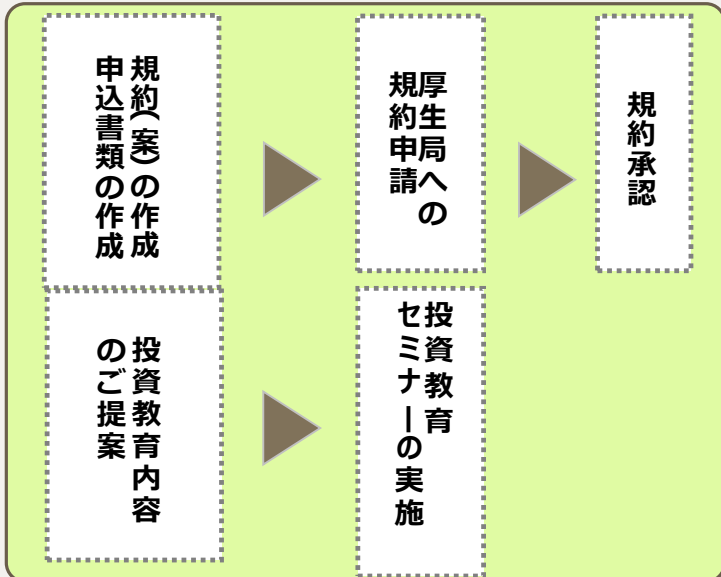 規約(案)の作成
申込書類の作成
厚生局への
規約申請
規約承認
投資教育内容
のご提案
投資教育
セミナーの実施